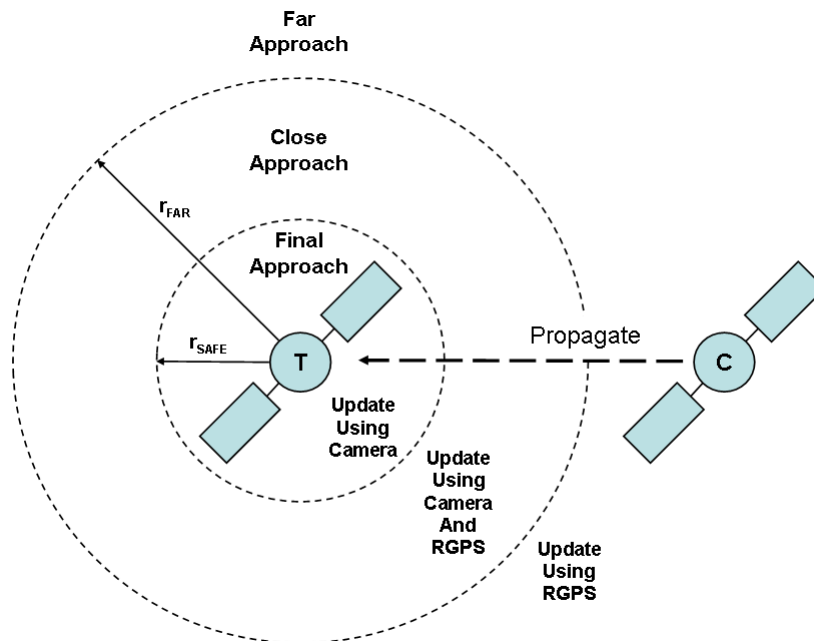 Far
Approach
Close
Approach
r_FAR
Final
Approach
Propagate
r_SAFE
T
C
Update
Using
Camera
Update
Using
Camera
And
RGPS
Update
Using
RGPS